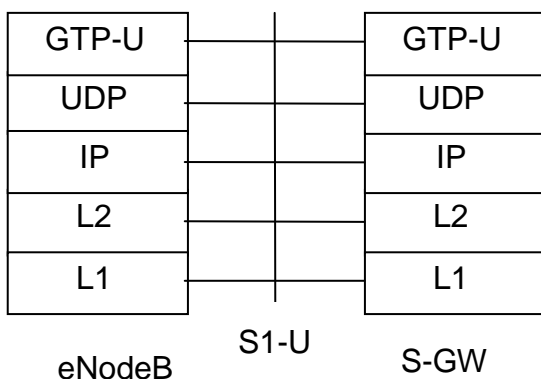 GTP-U GTP-U
UDP UDP
IP IP
L2 L2
L1 L1
eNodeB S1-U S-GW